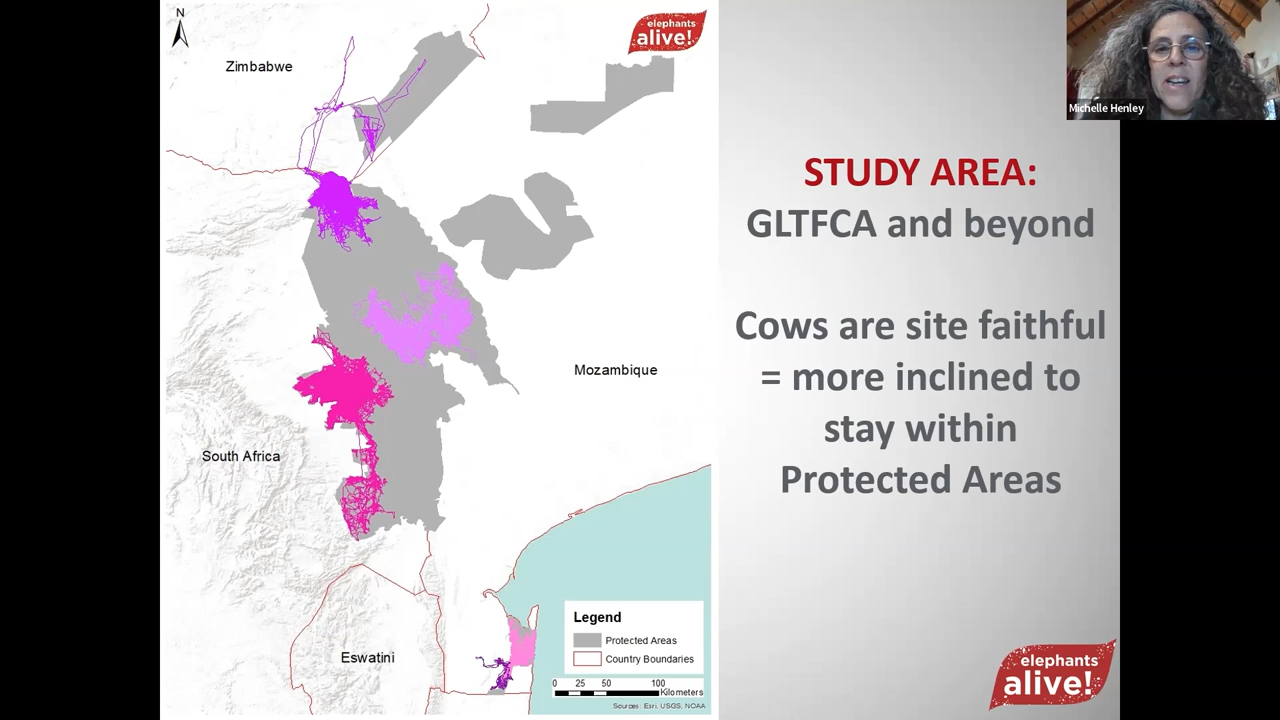 N
elephants
alive!
Zimbabwe
Michelle Henley
STUDY AREA:
GLTFCA and beyond
Cows are site faithful
= more inclined to
stay within
Protected Areas
Mozambique
South Africa
Eswatini
Legend
Protected Areas
Country Boundaries
0 25 50 100
Kilometers
Sources: Esri, USGS, NOAA
elephants
alive!